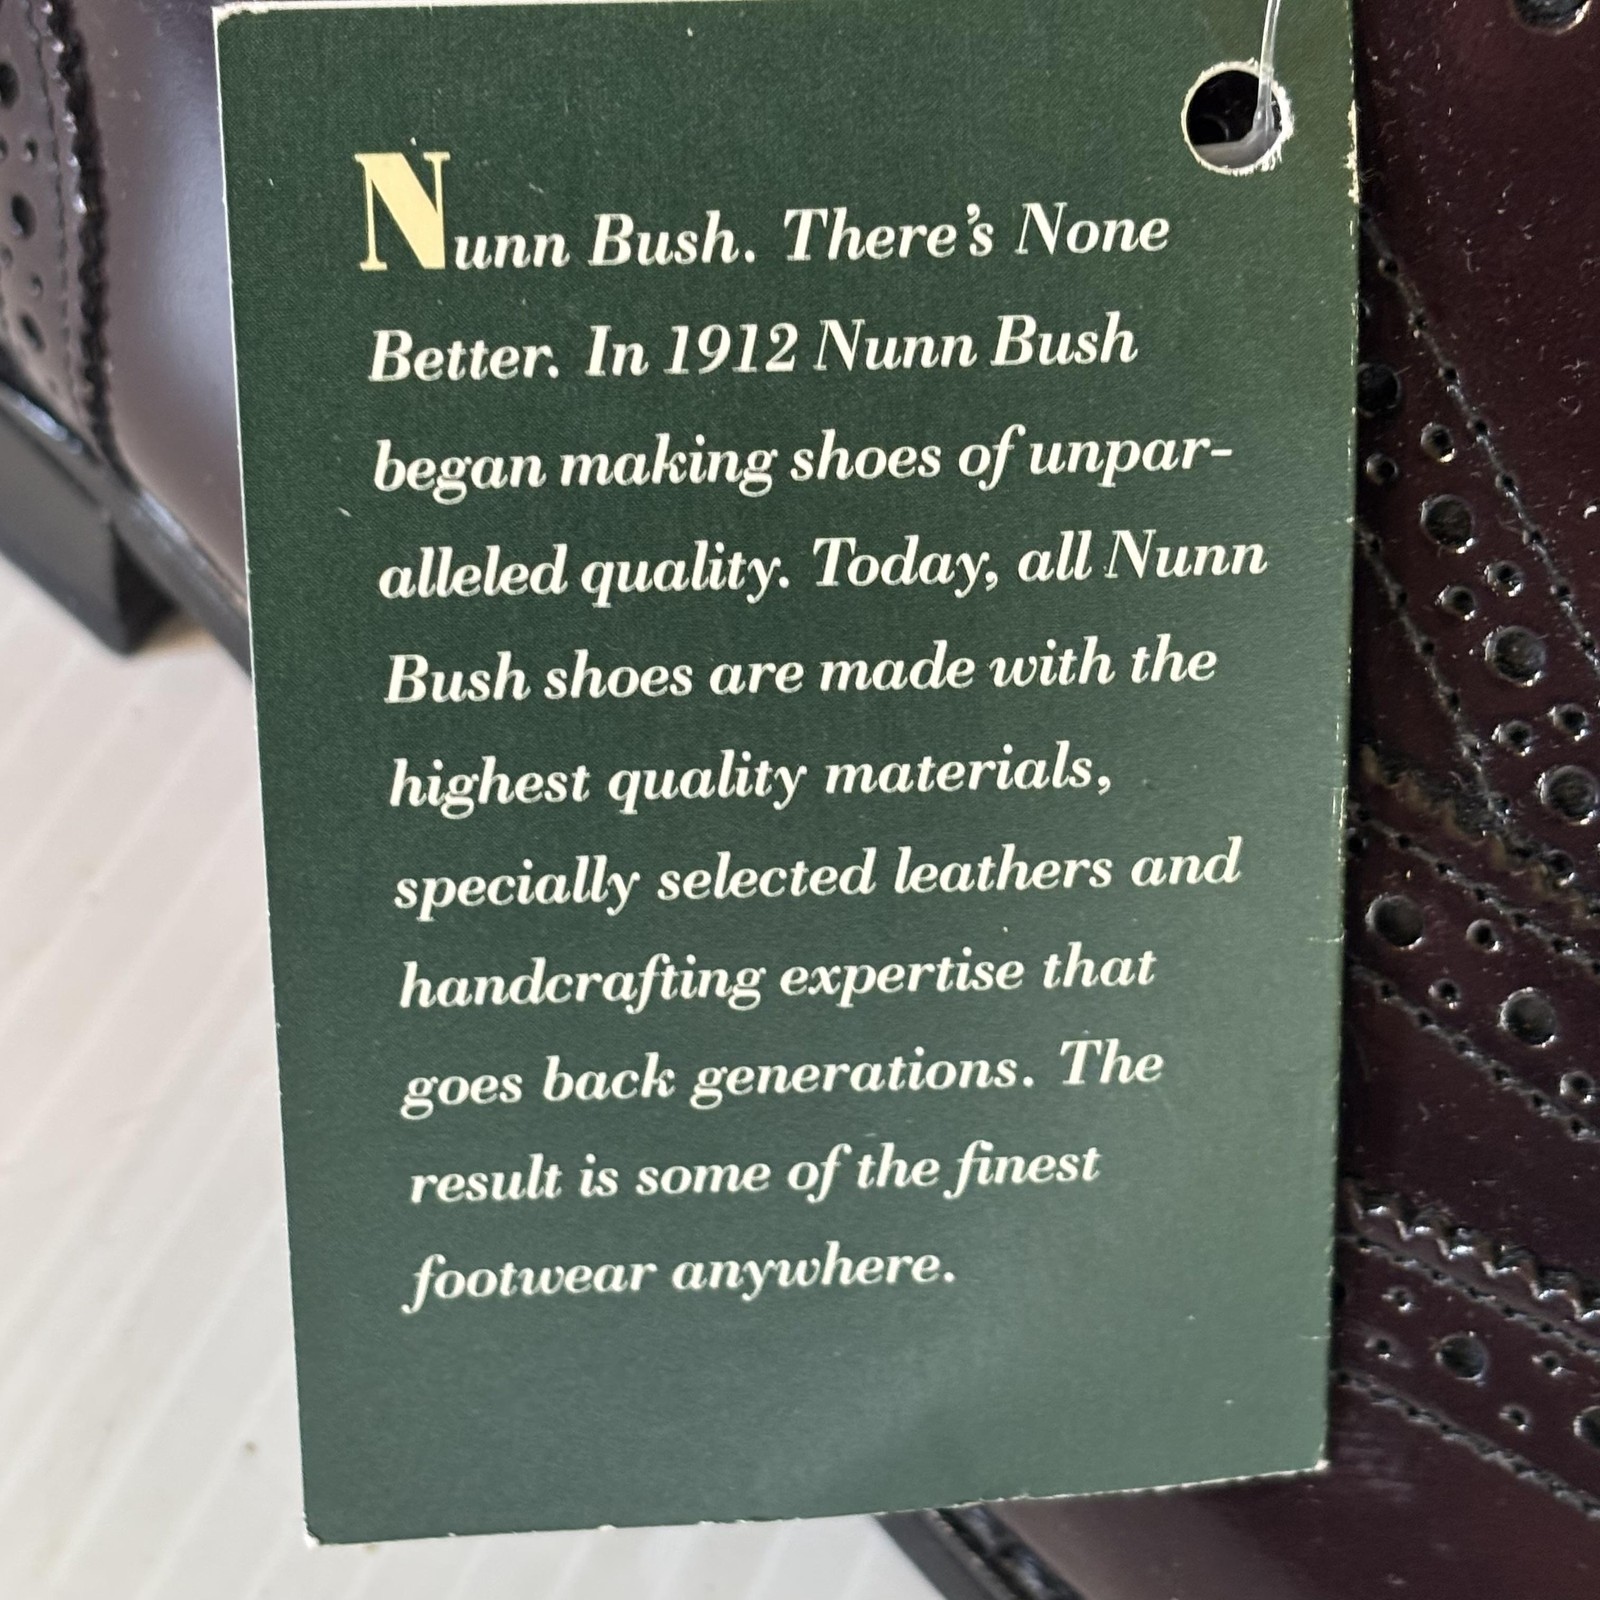 Nunn Bush. There's None
Better. In 1912 Nunn Bush
began making shoes of unpar-
alleled quality. Today, all Nunn
Bush shoes are made with the
highest quality materials,
specially selected leathers and
handcrafting expertise that
goes back generations. The
result is some of the finest
footwear anywhere.